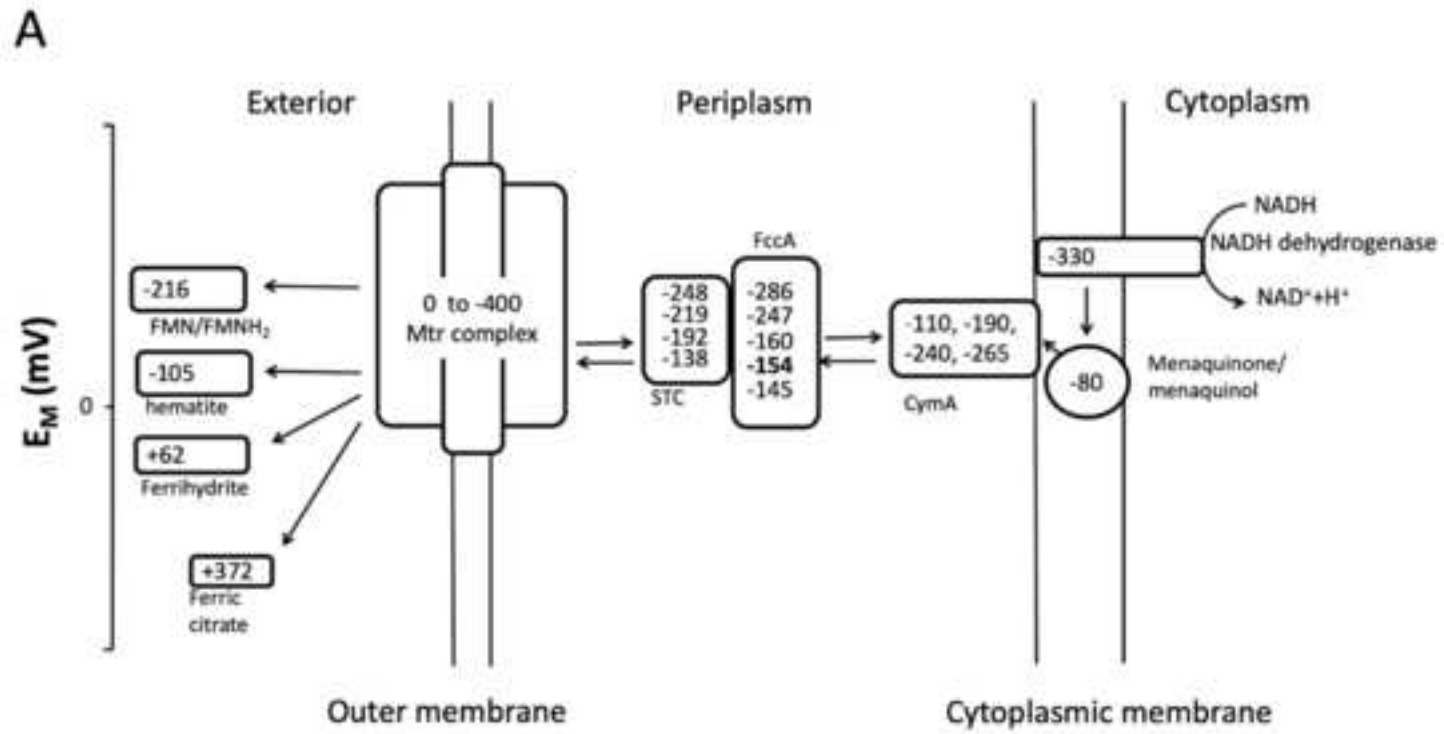 A
Exterior
Periplasm
Cytoplasm
E_M (mV)
0
-216
FMN/FMNH₂
-105
hematite
+62
Ferrihydrite
+372
Ferric
citrate
0 to -400
Mtr complex
-248
-219
-192
-138
STC
FccA
-286
-247
-160
-154
-145
-110, -190,
-240, -265
CymA
-330
NADH
NADH dehydrogenase
NAD⁺+H⁺
-80
Menaquinone/
menaquinol
Outer membrane
Cytoplasmic membrane